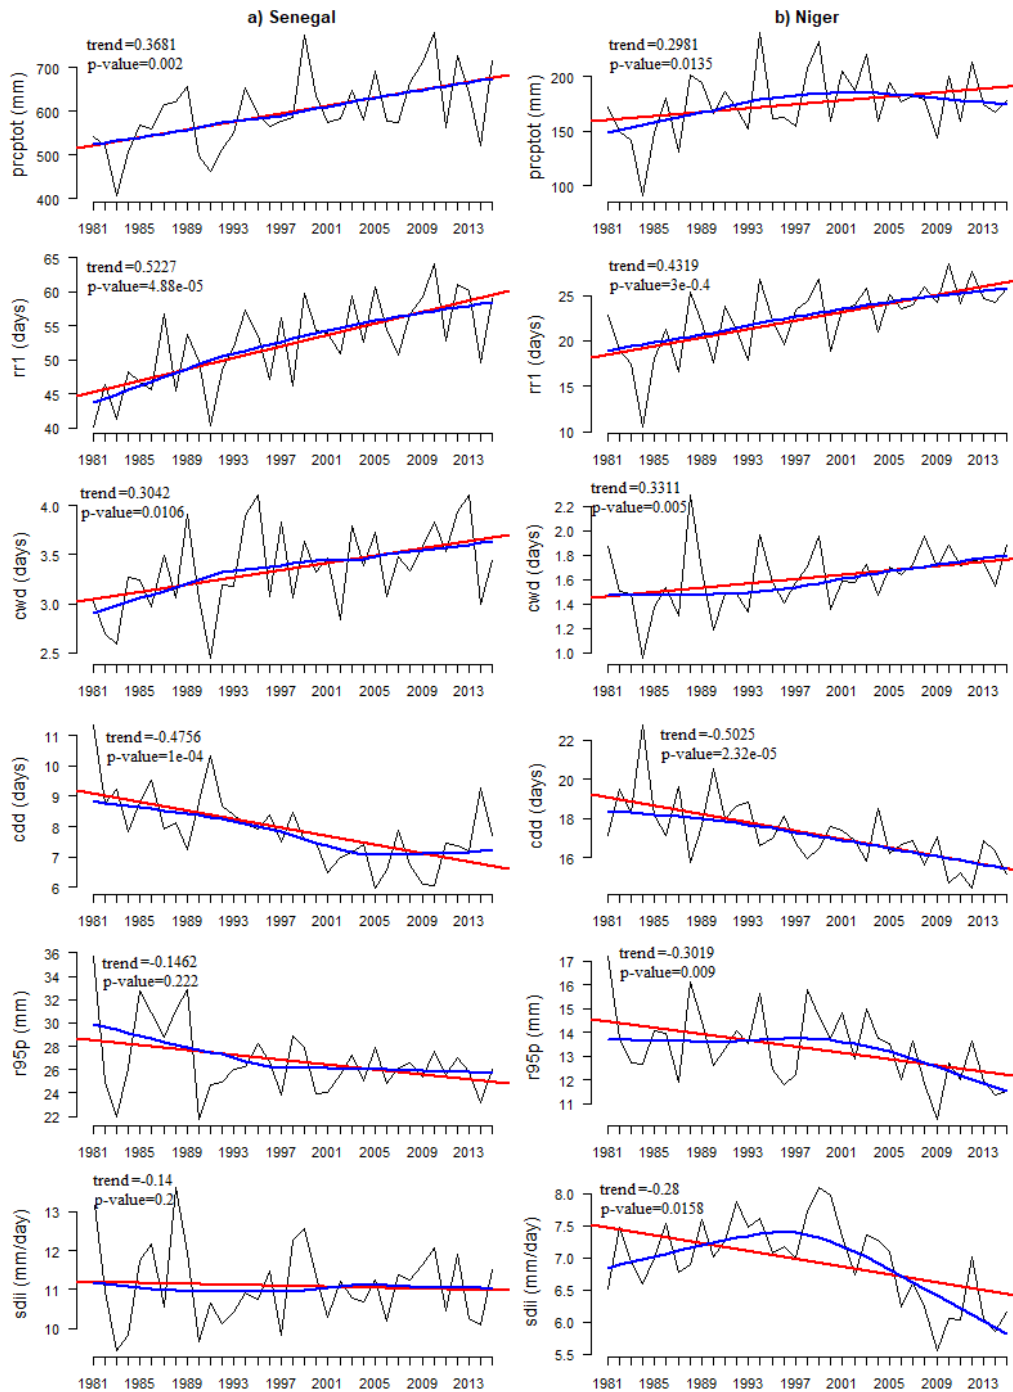 a) Senegal
b) Niger
trend=0.3681
p-value=0.002
prcptot (mm)
700
600
500
400
1981 1985 1989 1993 1997 2001 2005 2009 2013
trend=0.2981
p-value=0.0135
prcptot (mm)
200
150
100
1981 1985 1989 1993 1997 2001 2005 2009 2013
trend=0.5227
p-value=4.88e-05
rr1 (days)
65
60
55
50
45
40
1981 1985 1989 1993 1997 2001 2005 2009 2013
trend=0.4319
p-value=3e-0.4
rr1 (days)
25
20
15
10
1981 1985 1989 1993 1997 2001 2005 2009 2013
trend=0.3042
p-value=0.0106
cwd (days)
4.0
3.5
3.0
2.5
1981 1985 1989 1993 1997 2001 2005 2009 2013
trend=0.3311
p-value=0.005
cwd (days)
2.2
2.0
1.8
1.6
1.4
1.2
1.0
1981 1985 1989 1993 1997 2001 2005 2009 2013
trend=-0.4756
p-value=1e-04
cdd (days)
11
10
9
8
7
6
1981 1985 1989 1993 1997 2001 2005 2009 2013
trend=-0.5025
p-value=2.32e-05
cdd (days)
22
20
18
16
1981 1985 1989 1993 1997 2001 2005 2009 2013
trend=-0.1462
p-value=0.222
r95p (mm)
36
34
32
30
28
26
24
22
1981 1985 1989 1993 1997 2001 2005 2009 2013
trend=-0.3019
p-value=0.009
r95p (mm)
17
16
15
14
13
12
11
1981 1985 1989 1993 1997 2001 2005 2009 2013
trend=-0.14
p-value=0.2
sdii (mm/day)
13
12
11
10
1981 1985 1989 1993 1997 2001 2005 2009 2013
trend=-0.28
p-value=0.0158
sdii (mm/day)
8.0
7.5
7.0
6.5
6.0
5.5
1981 1985 1989 1993 1997 2001 2005 2009 2013